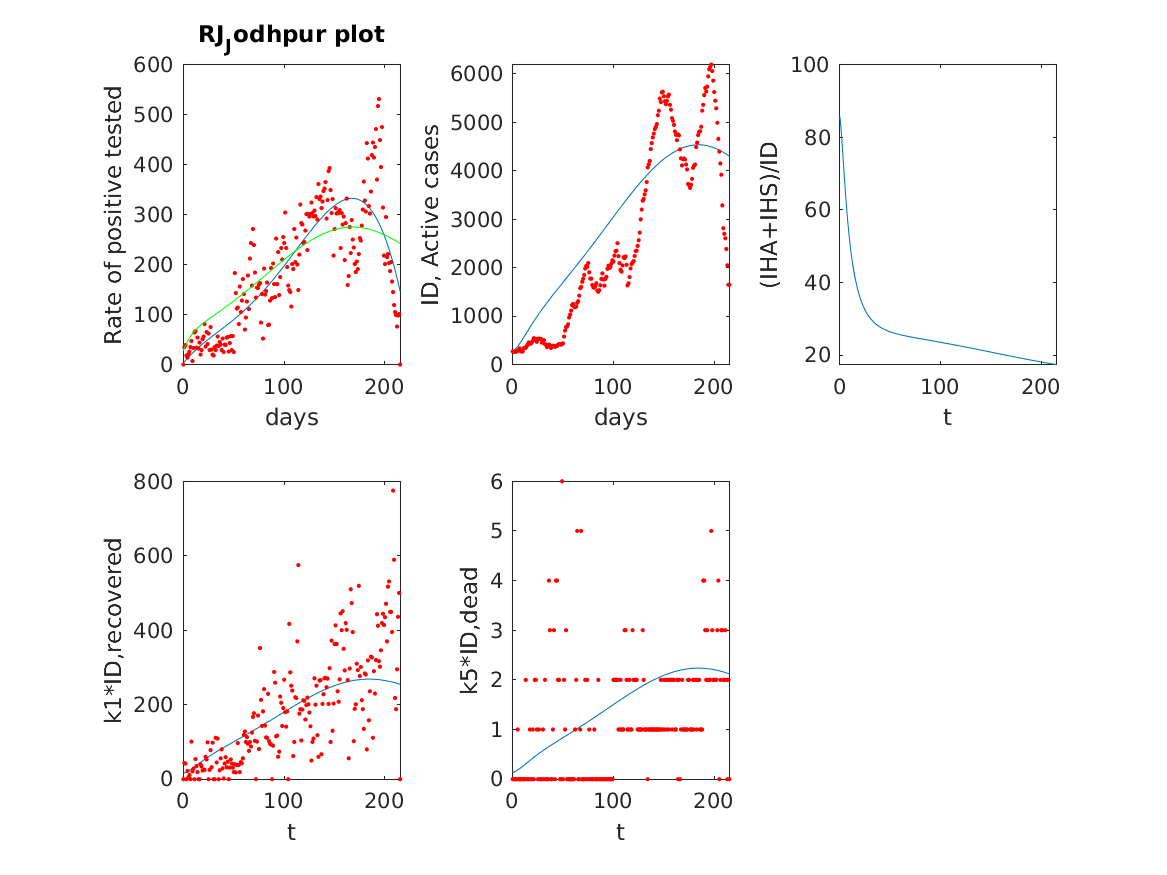 RJJodhpur plot
600
500
400
300
200
100
0
Rate of positive tested
0 100 200
days
6000
5000
4000
3000
2000
1000
0
ID, Active cases
0 100 200
days
100
80
60
40
20
(IHA+IHS)/ID
0 100 200
t
800
600
400
200
0
k1*ID,recovered
0 100 200
t
6
5
4
3
2
1
0
k5*ID,dead
0 100 200
t